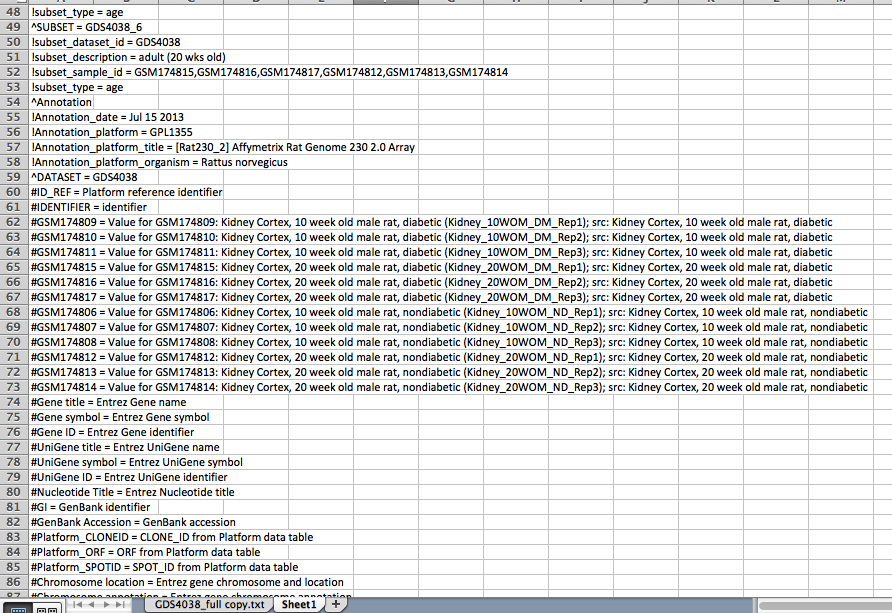 48 !subset_type = age
49 ^SUBSET = GDS4038_6
50 !subset_dataset_id = GDS4038
51 !subset_description = adult (20 wks old)
52 !subset_sample_id = GSM174815,GSM174816,GSM174817,GSM174812,GSM174813,GSM174814
53 !subset_type = age
54 ^Annotation
55 !Annotation_date = Jul 15 2013
56 !Annotation_platform = GPL1355
57 !Annotation_platform_title = [Rat230_2] Affymetrix Rat Genome 230 2.0 Array
58 !Annotation_platform_organism = Rattus norvegicus
59 ^DATASET = GDS4038
60 #ID_REF = Platform reference identifier
61 #IDENTIFIER = identifier
62 #GSM174809 = Value for GSM174809: Kidney Cortex, 10 week old male rat, diabetic (Kidney_10WOM_DM_Rep1); src: Kidney Cortex, 10 week old male rat, diabetic
63 #GSM174810 = Value for GSM174810: Kidney Cortex, 10 week old male rat, diabetic (Kidney_10WOM_DM_Rep2); src: Kidney Cortex, 10 week old male rat, diabetic
64 #GSM174811 = Value for GSM174811: Kidney Cortex, 10 week old male rat, diabetic (Kidney_10WOM_DM_Rep3); src: Kidney Cortex, 10 week old male rat, diabetic
65 #GSM174815 = Value for GSM174815: Kidney Cortex, 20 week old male rat, diabetic (Kidney_20WOM_DM_Rep1); src: Kidney Cortex, 20 week old male rat, diabetic
66 #GSM174816 = Value for GSM174816: Kidney Cortex, 20 week old male rat, diabetic (Kidney_20WOM_DM_Rep2); src: Kidney Cortex, 20 week old male rat, diabetic
67 #GSM174817 = Value for GSM174817: Kidney Cortex, 20 week old male rat, diabetic (Kidney_20WOM_DM_Rep3); src: Kidney Cortex, 20 week old male rat, diabetic
68 #GSM174806 = Value for GSM174806: Kidney Cortex, 10 week old male rat, nondiabetic (Kidney_10WOM_ND_Rep1); src: Kidney Cortex, 10 week old male rat, nondiabetic
69 #GSM174807 = Value for GSM174807: Kidney Cortex, 10 week old male rat, nondiabetic (Kidney_10WOM_ND_Rep2); src: Kidney Cortex, 10 week old male rat, nondiabetic
70 #GSM174808 = Value for GSM174808: Kidney Cortex, 10 week old male rat, nondiabetic (Kidney_10WOM_ND_Rep3); src: Kidney Cortex, 10 week old male rat, nondiabetic
71 #GSM174812 = Value for GSM174812: Kidney Cortex, 20 week old male rat, nondiabetic (Kidney_20WOM_ND_Rep1); src: Kidney Cortex, 20 week old male rat, nondiabetic
72 #GSM174813 = Value for GSM174813: Kidney Cortex, 20 week old male rat, nondiabetic (Kidney_20WOM_ND_Rep2); src: Kidney Cortex, 20 week old male rat, nondiabetic
73 #GSM174814 = Value for GSM174814: Kidney Cortex, 20 week old male rat, nondiabetic (Kidney_20WOM_ND_Rep3); src: Kidney Cortex, 20 week old male rat, nondiabetic
74 #Gene title = Entrez Gene name
75 #Gene symbol = Entrez Gene symbol
76 #Gene ID = Entrez Gene identifier
77 #UniGene title = Entrez UniGene name
78 #UniGene symbol = Entrez UniGene symbol
79 #UniGene ID = Entrez UniGene identifier
80 #Nucleotide Title = Entrez Nucleotide title
81 #GI = GenBank identifier
82 #GenBank Accession = GenBank accession
83 #Platform_CLONEID = CLONE_ID from Platform data table
84 #Platform_ORF = ORF from Platform data table
85 #Platform_SPOTID = SPOT_ID from Platform data table
86 #Chromosome location = Entrez gene chromosome and location
87 #Chromosome annotation = Entrez gene chromosome annotation
GDS4038_full copy.txt Sheet1 +